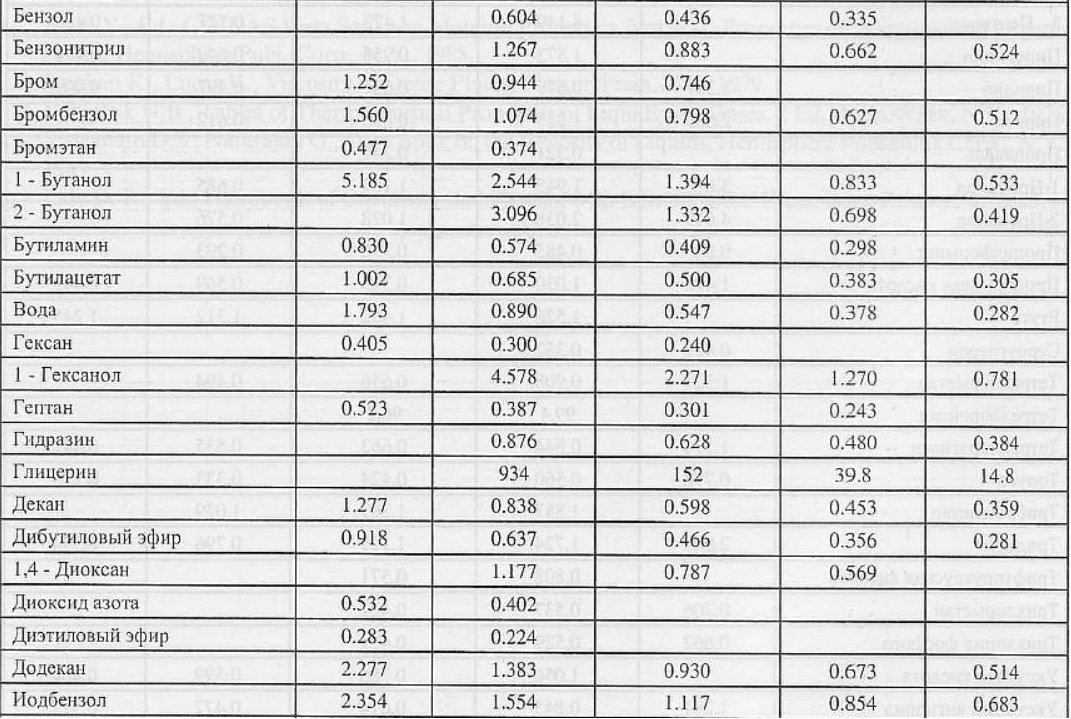 Бензол 0.604 0.436 0.335
Бензонитрил 1.267 0.883 0.662 0.524
Бром 1.252 0.944 0.746
Бромбензол 1.560 1.074 0.798 0.627 0.512
Бромэтан 0.477 0.374
1 - Бутанол 5.185 2.544 1.394 0.833 0.533
2 - Бутанол 3.096 1.332 0.698 0.419
Бутиламин 0.830 0.574 0.409 0.298
Бутилацетат 1.002 0.685 0.500 0.383 0.305
Вода 1.793 0.890 0.547 0.378 0.282
Гексан 0.405 0.300 0.240
1 - Гексанол 4.578 2.271 1.270 0.781
Гептан 0.523 0.387 0.301 0.243
Гидразин 0.876 0.628 0.480 0.384
Глицерин 934 152 39.8 14.8
Декан 1.277 0.838 0.598 0.453 0.359
Дибутиловый эфир 0.918 0.637 0.466 0.356 0.281
1,4 - Диоксан 1.177 0.787 0.569
Диоксид азота 0.532 0.402
Диэтиловый эфир 0.283 0.224
Додекан 2.277 1.383 0.930 0.673 0.514
Иодбензол 2.354 1.554 1.117 0.854 0.683